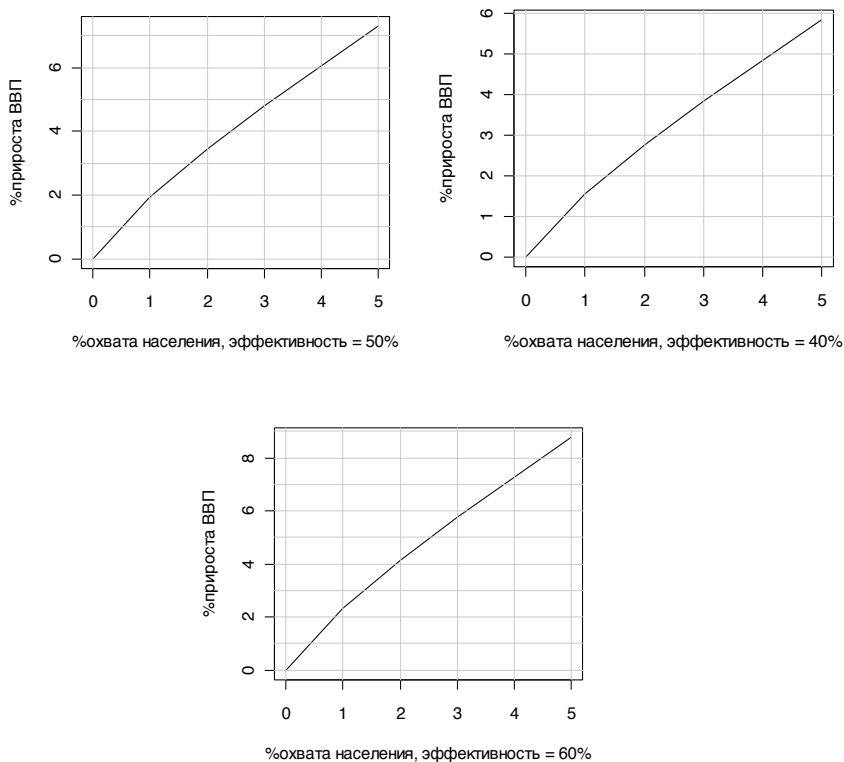 %прироста ВВП
6
4
2
0
0 1 2 3 4 5
%охвата населения, эффективность = 50%
%прироста ВВП
6
5
4
3
2
1
0
0 1 2 3 4 5
%охвата населения, эффективность = 40%
%прироста ВВП
8
6
4
2
0
0 1 2 3 4 5
%охвата населения, эффективность = 60%